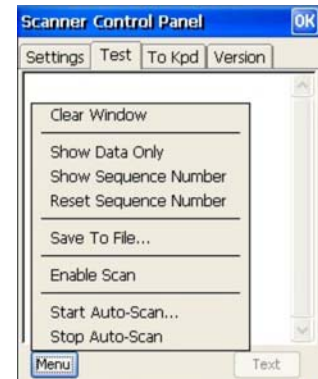 Scanner Control Panel OK
Settings Test To Kpd Version
Clear Window
Show Data Only
Show Sequence Number
Reset Sequence Number
Save To File...
Enable Scan
Start Auto-Scan...
Stop Auto-Scan
Menu Text